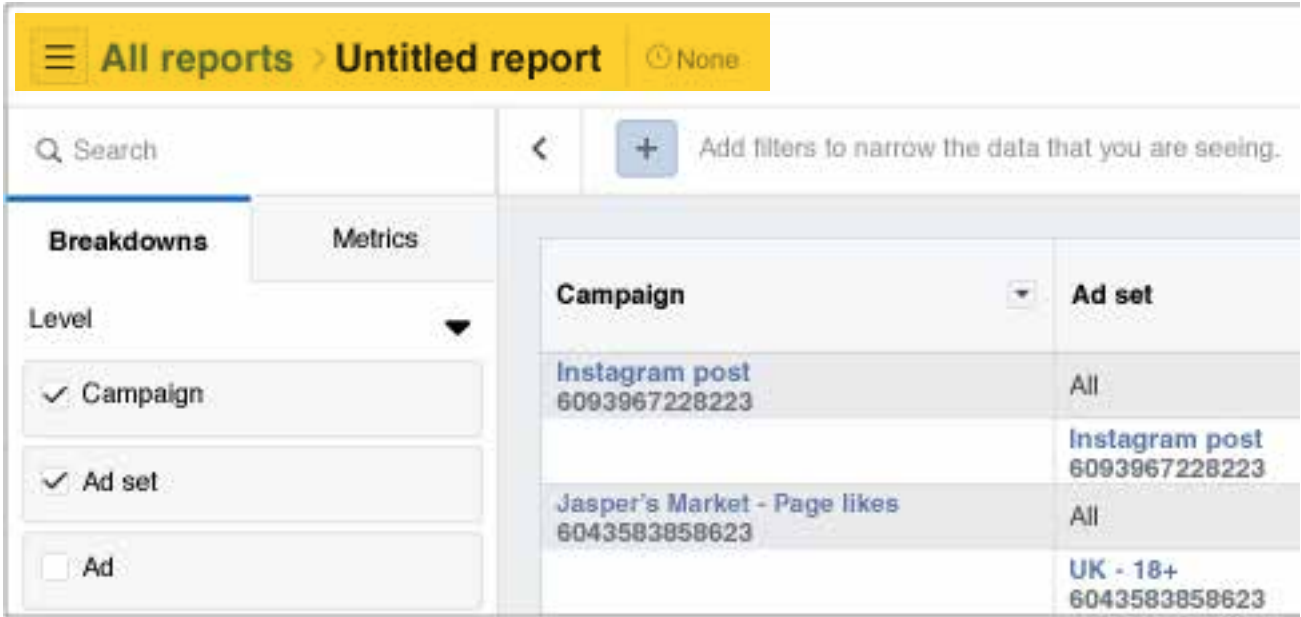 All reports > Untitled report None
Search
Add filters to narrow the data that you are seeing.
Breakdowns Metrics
Level
Campaign
Ad set
Ad
Campaign Ad set
Instagram post All
6093967228223
Instagram post
6093967228223
Jasper's Market - Page likes All
6043583858623
UK - 18+
6043583858623